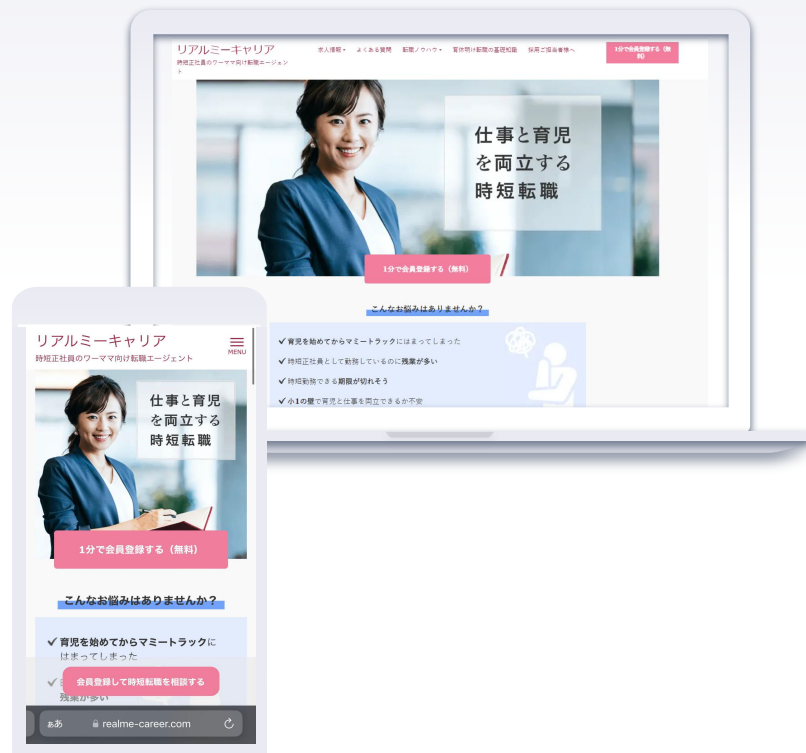 リアルミーキャリア
時短正社員のワーママ向け転職エージェン
ト
求人情報 よくある質問 転職ノウハウ 育休明け転職の基礎知識 採用ご担当者様へ
1分で会員登録する（無
料）
仕事と育児
を両立する
時短転職
1分で会員登録する（無料）
こんなお悩みはありませんか？
✓ 育児を始めてからマミートラックにはまってしまった
✓ 時短正社員として勤務しているのに残業が多い
✓ 時短勤務できる期限が切れそう
✓ 小1の壁で育児と仕事を両立できるか不安
リアルミーキャリア
時短正社員のワーママ向け転職エージェント
MENU
仕事と育児
を両立する
時短転職
1分で会員登録する（無料）
こんなお悩みはありませんか？
✓ 育児を始めてからマミートラックに
はまってしまった
会員登録して時短転職を相談する
残業が多い
ぁあ realme-career.com